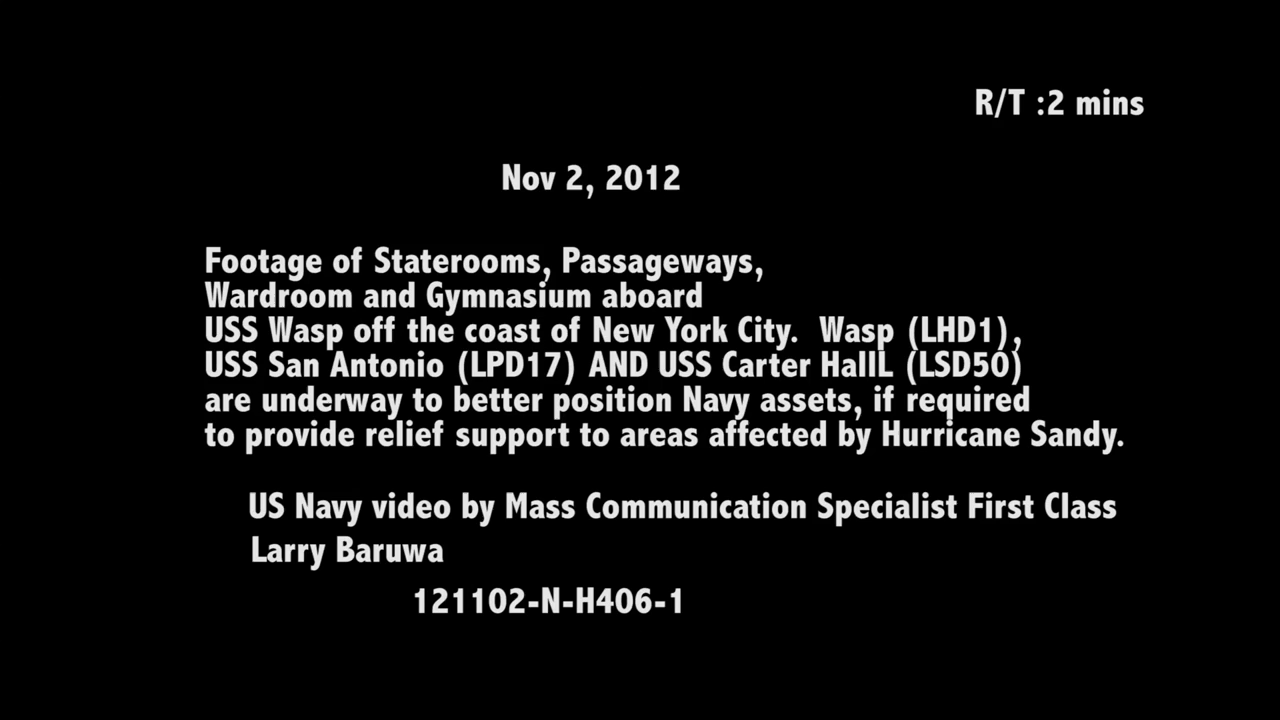 R/T :2 mins
Nov 2, 2012
Footage of Staterooms, Passageways,
Wardroom and Gymnasium aboard
USS Wasp off the coast of New York City.  Wasp (LHD1),
USS San Antonio (LPD17) AND USS Carter HallL (LSD50)
are underway to better position Navy assets, if required
to provide relief support to areas affected by Hurricane Sandy.
US Navy video by Mass Communication Specialist First Class
Larry Baruwa
121102-N-H406-1